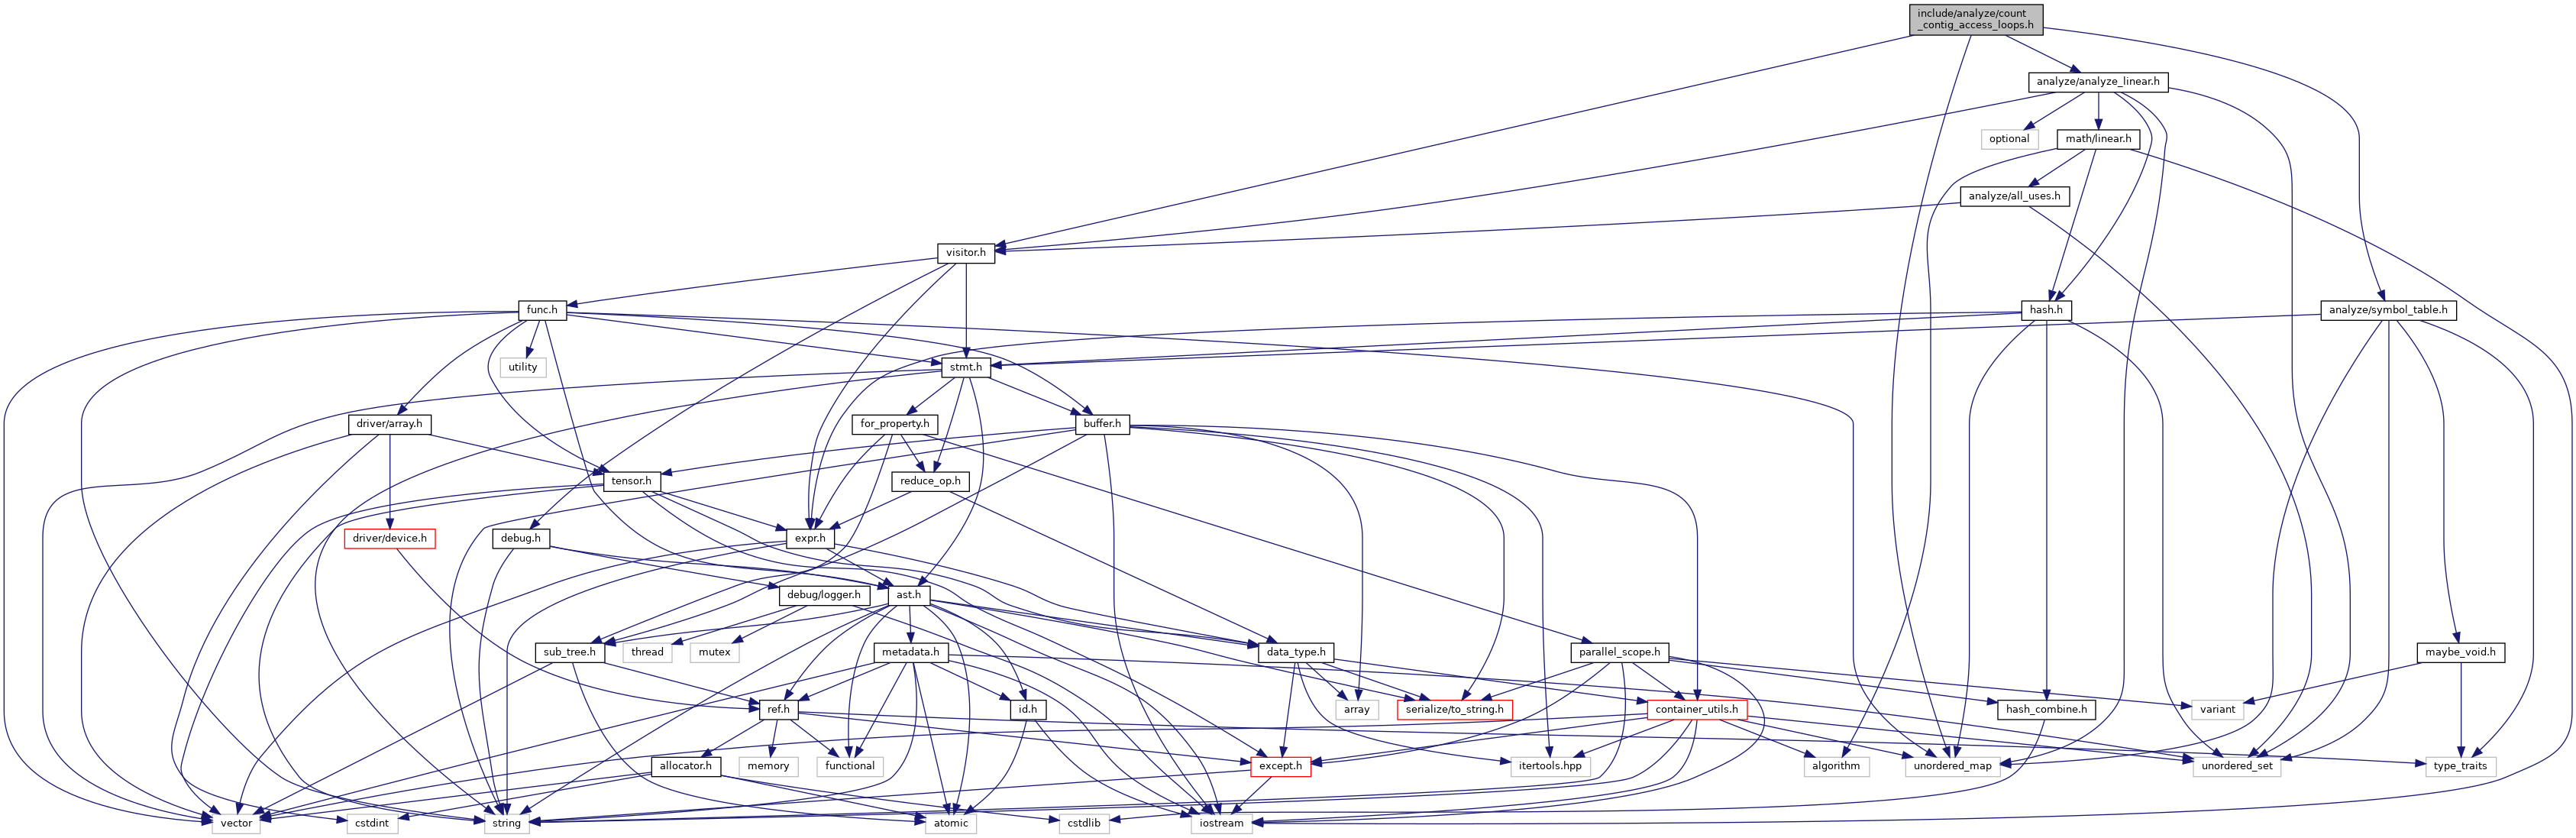 include/analyze/count
_contig_access_loops.h
analyze/analyze_linear.h
optional
math/linear.h
analyze/all_uses.h
visitor.h
func.h
hash.h
analyze/symbol_table.h
utility
stmt.h
driver/array.h
for_property.h
buffer.h
tensor.h
reduce_op.h
driver/device.h
debug.h
expr.h
debug/logger.h
ast.h
sub_tree.h
thread
mutex
metadata.h
data_type.h
parallel_scope.h
maybe_void.h
ref.h
id.h
array
serialize/to_string.h
container_utils.h
hash_combine.h
variant
allocator.h
memory
functional
except.h
itertools.hpp
algorithm
unordered_map
unordered_set
type_traits
vector
cstdint
string
atomic
cstdlib
iostream